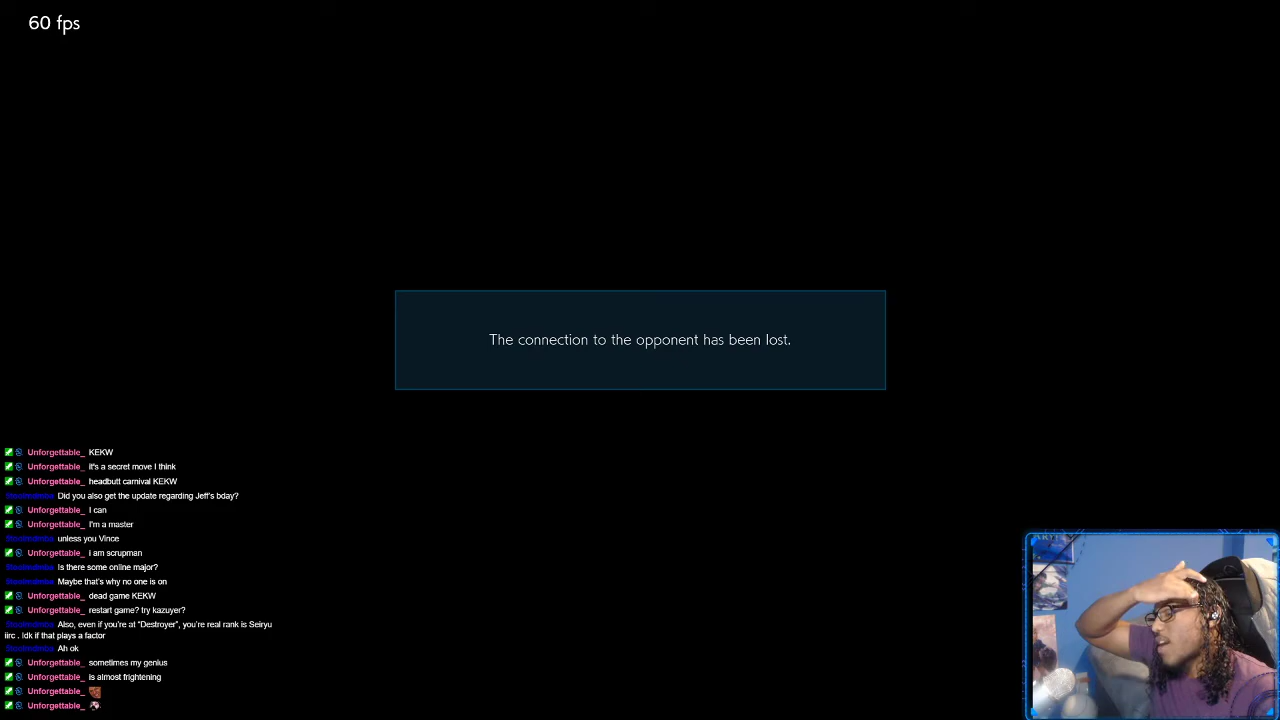 60 fps
The connection to the opponent has been lost.
Unforgettable_ KEKW
Unforgettable_ It's a secret move I think
Unforgettable_ headbutt carnival KEKW
Did you also get the update regarding Jeff's bday?
Unforgettable_ I can
Unforgettable_ I'm a master
unless you Vince
Unforgettable_ i am scrupman
Is there some online major?
Maybe that's why no one is on
Unforgettable_ dead game KEKW
Unforgettable_ restart game? try kazuyer?
Also, even if you're at "Destroyer", you're real rank is Seiryu
iirc . Idk if that plays a factor
Ah ok
Unforgettable_ sometimes my genius
Unforgettable_ is almost frightening
Unforgettable_
Unforgettable_